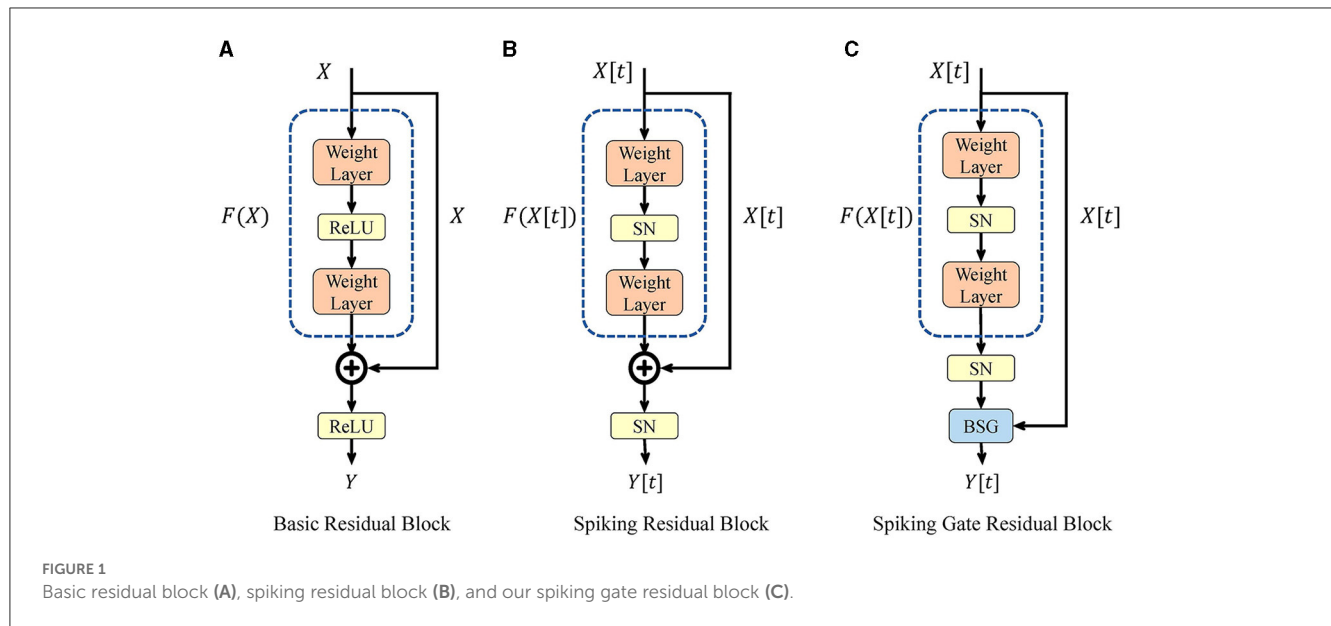 A
X
Weight
Layer
F(X)
ReLU
X
Weight
Layer
+
ReLU
Y
Basic Residual Block
B
X[t]
Weight
Layer
F(X[t])
SN
X[t]
Weight
Layer
+
SN
Y[t]
Spiking Residual Block
C
X[t]
Weight
Layer
F(X[t])
SN
X[t]
Weight
Layer
SN
BSG
Y[t]
Spiking Gate Residual Block
FIGURE 1
Basic residual block (A), spiking residual block (B), and our spiking gate residual block (C).